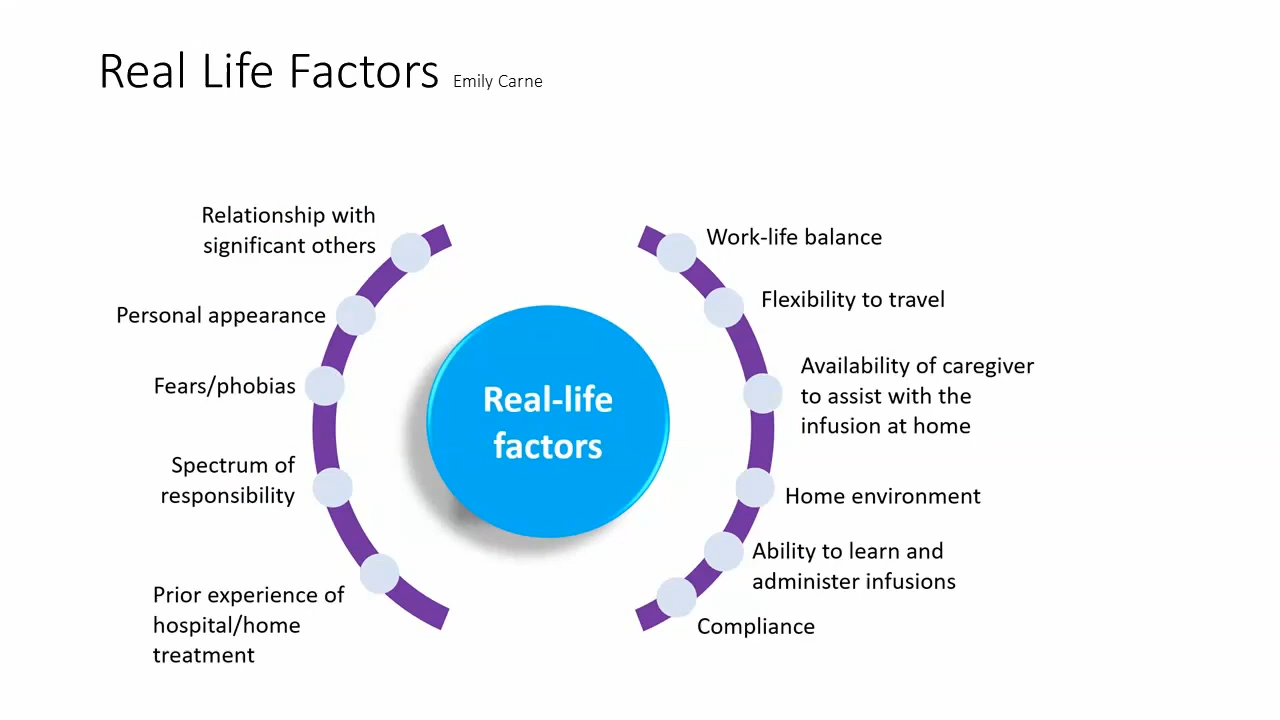 Real Life Factors Emily Carne
Relationship with
significant others
Personal appearance
Fears/phobias
Spectrum of
responsibility
Prior experience of
hospital/home
treatment
Real-life
factors
Work-life balance
Flexibility to travel
Availability of caregiver
to assist with the
infusion at home
Home environment
Ability to learn and
administer infusions
Compliance